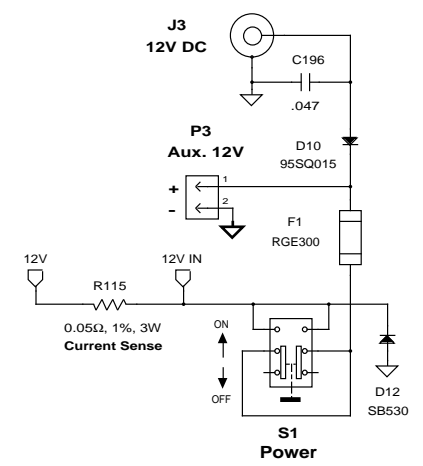 J3
12V DC
C196
.047
P3
Aux. 12V
D10
95SQ015
+
1
-
2
F1
RGE300
12V
12V IN
R115
0.05Ω, 1%, 3W
Current Sense
ON
OFF
D12
SB530
S1
Power